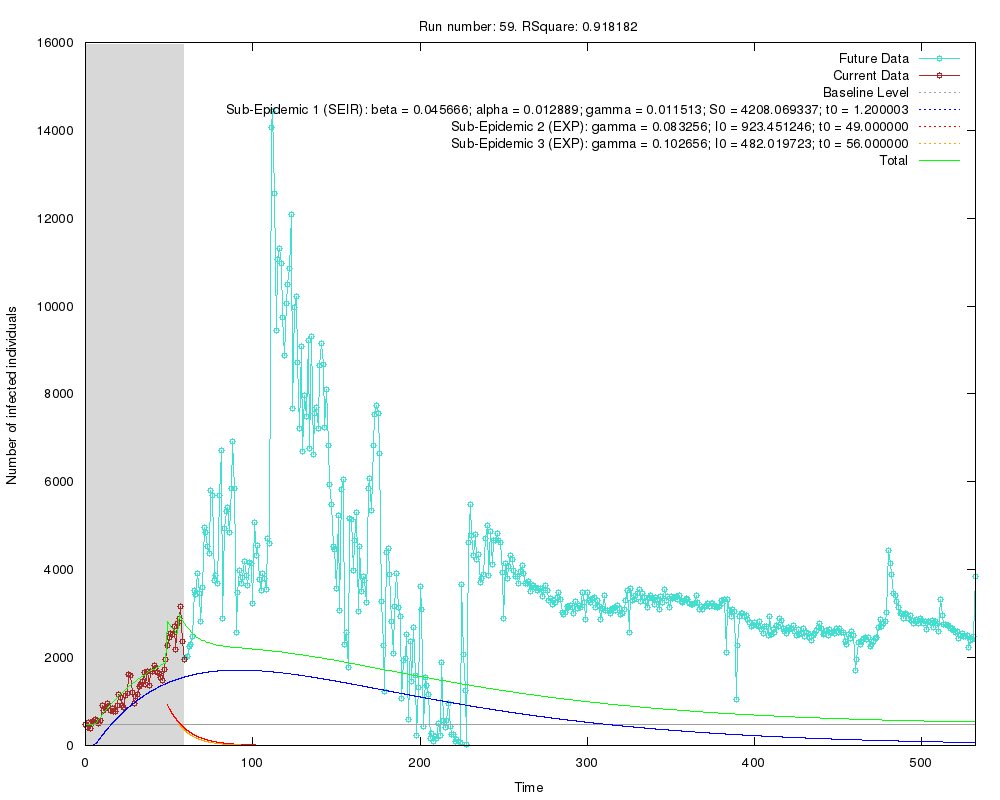 Run number: 59. RSquare: 0.918182
16000
14000
12000
10000
8000
6000
4000
2000
0
Number of infected individuals
Future Data
Current Data
Baseline Level
Sub-Epidemic 1 (SEIR): beta = 0.045666; alpha = 0.012889; gamma = 0.011513; S0 = 4208.069337; t0 = 1.200003
Sub-Epidemic 2 (EXP): gamma = 0.083256; I0 = 923.451246; t0 = 49.000000
Sub-Epidemic 3 (EXP): gamma = 0.102656; I0 = 482.019723; t0 = 56.000000
Total
0 100 200 300 400 500
Time